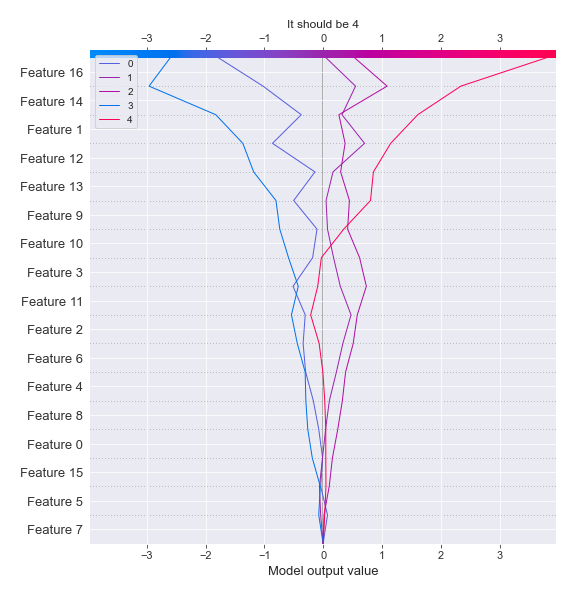 It should be 4
−3 −2 −1 0 1 2 3
0
1
2
3
4
Feature 16
Feature 14
Feature 1
Feature 12
Feature 13
Feature 9
Feature 10
Feature 3
Feature 11
Feature 2
Feature 6
Feature 4
Feature 8
Feature 0
Feature 15
Feature 5
Feature 7
−3 −2 −1 0 1 2 3
Model output value